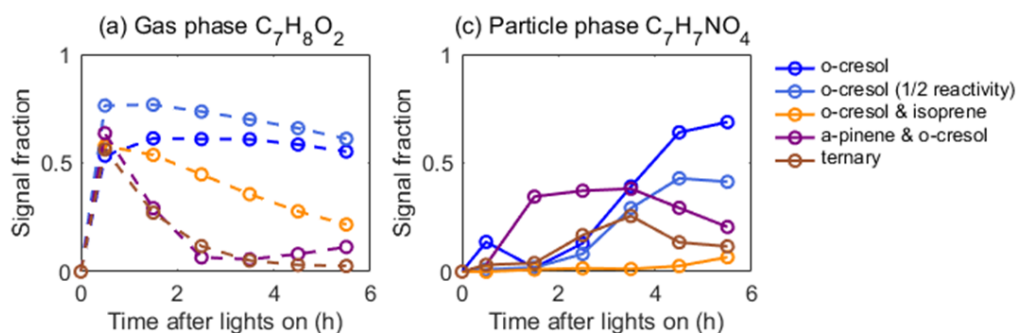 (a) Gas phase C₇H₈O₂
1
0.5
0
Signal fraction
0 2 4 6
Time after lights on (h)
(c) Particle phase C₇H₇NO₄
1
0.5
0
Signal fraction
0 2 4 6
Time after lights on (h)
o-cresol
o-cresol (1/2 reactivity)
o-cresol & isoprene
a-pinene & o-cresol
ternary